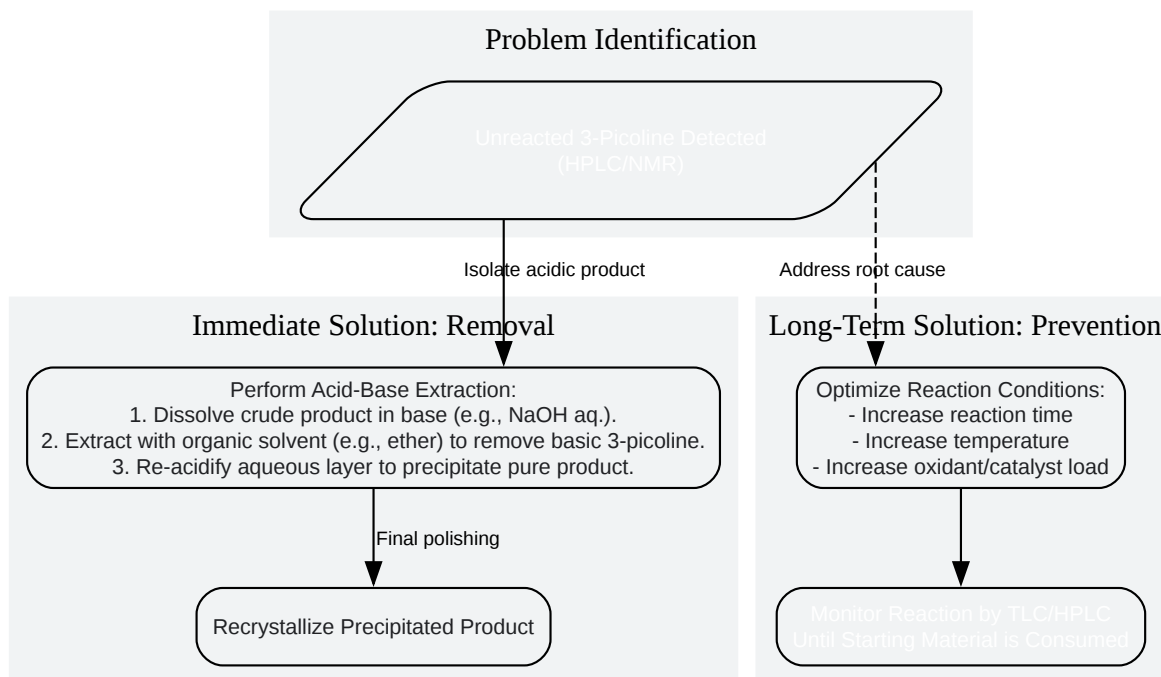 Problem Identification
Unreacted 3-Picoline Detected
(HPLC/NMR)
Isolate acidic product
Address root cause
Immediate Solution: Removal
Perform Acid-Base Extraction:
1. Dissolve crude product in base (e.g., NaOH aq.).
2. Extract with organic solvent (e.g., ether) to remove basic 3-picoline.
3. Re-acidify aqueous layer to precipitate pure product.
Final polishing
Recrystallize Precipitated Product
Long-Term Solution: Prevention
Optimize Reaction Conditions:
- Increase reaction time
- Increase temperature
- Increase oxidant/catalyst load
Monitor Reaction by TLC/HPLC
Until Starting Material is Consumed